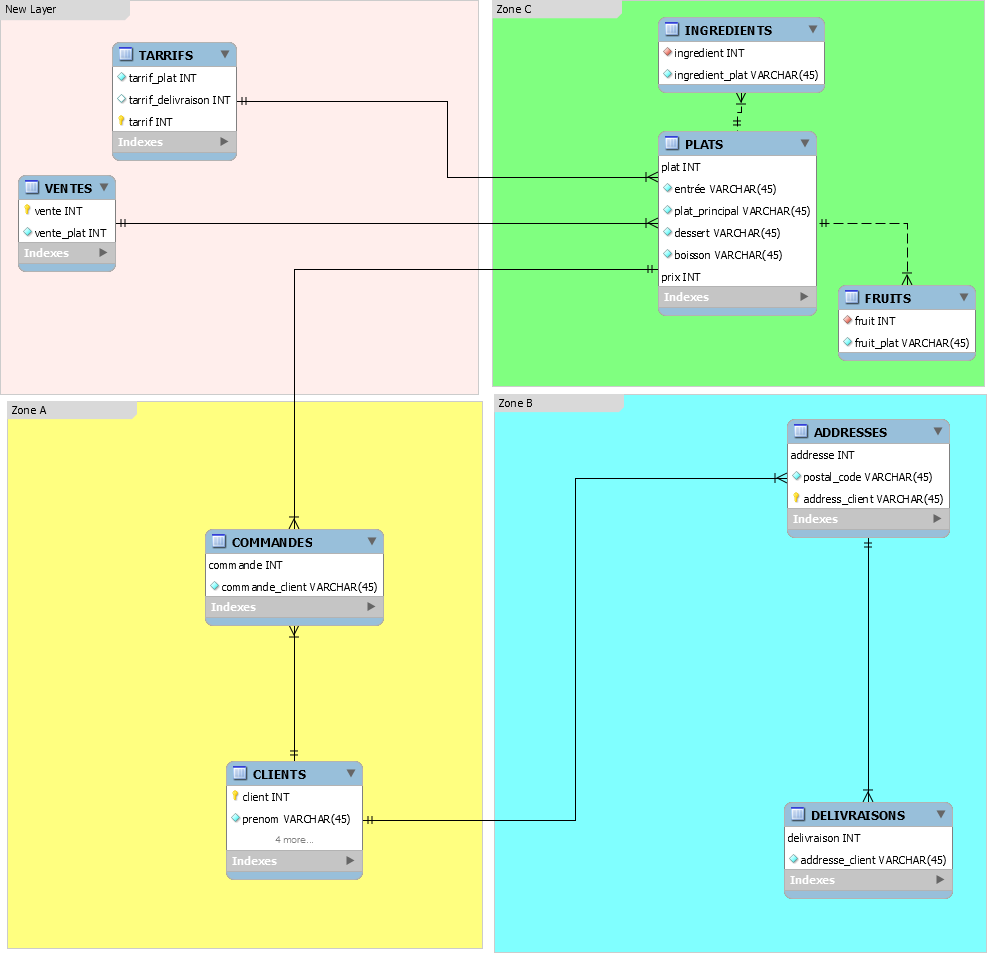 New Layer
TARRIFS
tarrif_plat INT
tarrif_delivraison INT
tarrif INT
Indexes
VENTES
vente INT
vente_plat INT
Indexes
Zone C
INGREDIENTS
ingredient INT
ingredient_plat VARCHAR(45)
PLATS
plat INT
entrée VARCHAR(45)
plat_principal VARCHAR(45)
dessert VARCHAR(45)
boisson VARCHAR(45)
prix INT
Indexes
FRUITS
fruit INT
fruit_plat VARCHAR(45)
Zone A
COMMANDES
commande INT
commande_client VARCHAR(45)
Indexes
CLIENTS
client INT
prenom VARCHAR(45)
4 more...
Indexes
Zone B
ADDRESSES
addresse INT
postal_code VARCHAR(45)
address_client VARCHAR(45)
Indexes
DELIVRAISONS
delivraison INT
addresse_client VARCHAR(45)
Indexes